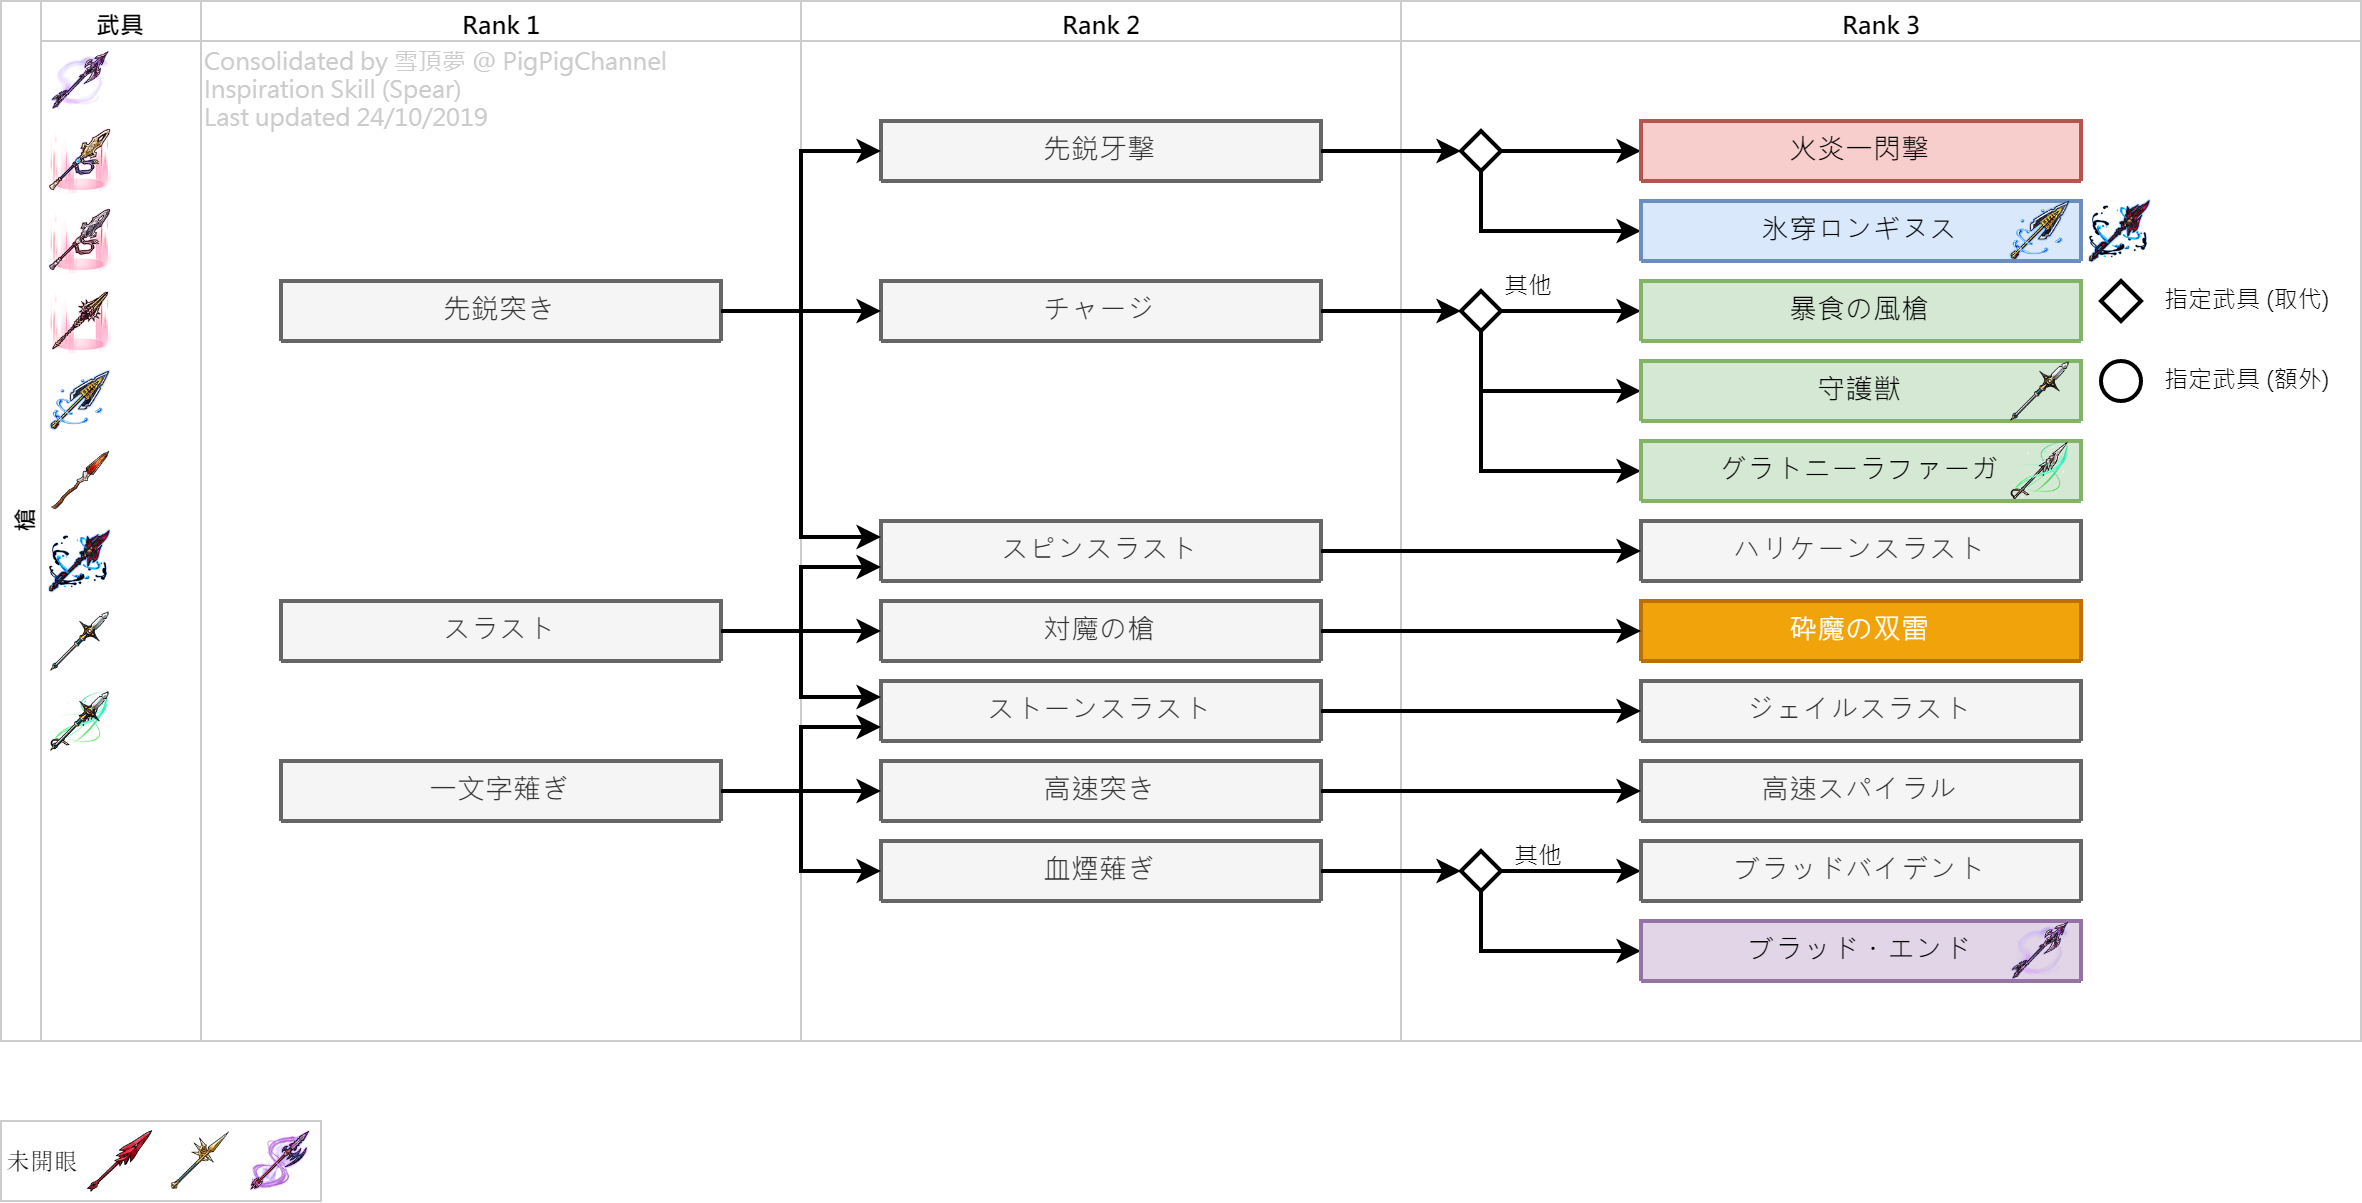 武具
Rank 1
Rank 2
Rank 3
槍
Consolidated by 雪頂夢 @ PigPigChannel
Inspiration Skill (Spear)
Last updated 24/10/2019
先鋭牙撃
火炎一閃撃
氷穿ロンギヌス
先鋭突き
チャージ
其他
暴食の風槍
指定武具 (取代)
守護獣
指定武具 (額外)
グラトニーラファーガ
スピンスラスト
ハリケーンスラスト
スラスト
対魔の槍
砕魔の双雷
ストーンスラスト
ジェイルスラスト
一文字薙ぎ
高速突き
高速スパイラル
血煙薙ぎ
其他
ブラッドバイデント
ブラッド・エンド
未開眼